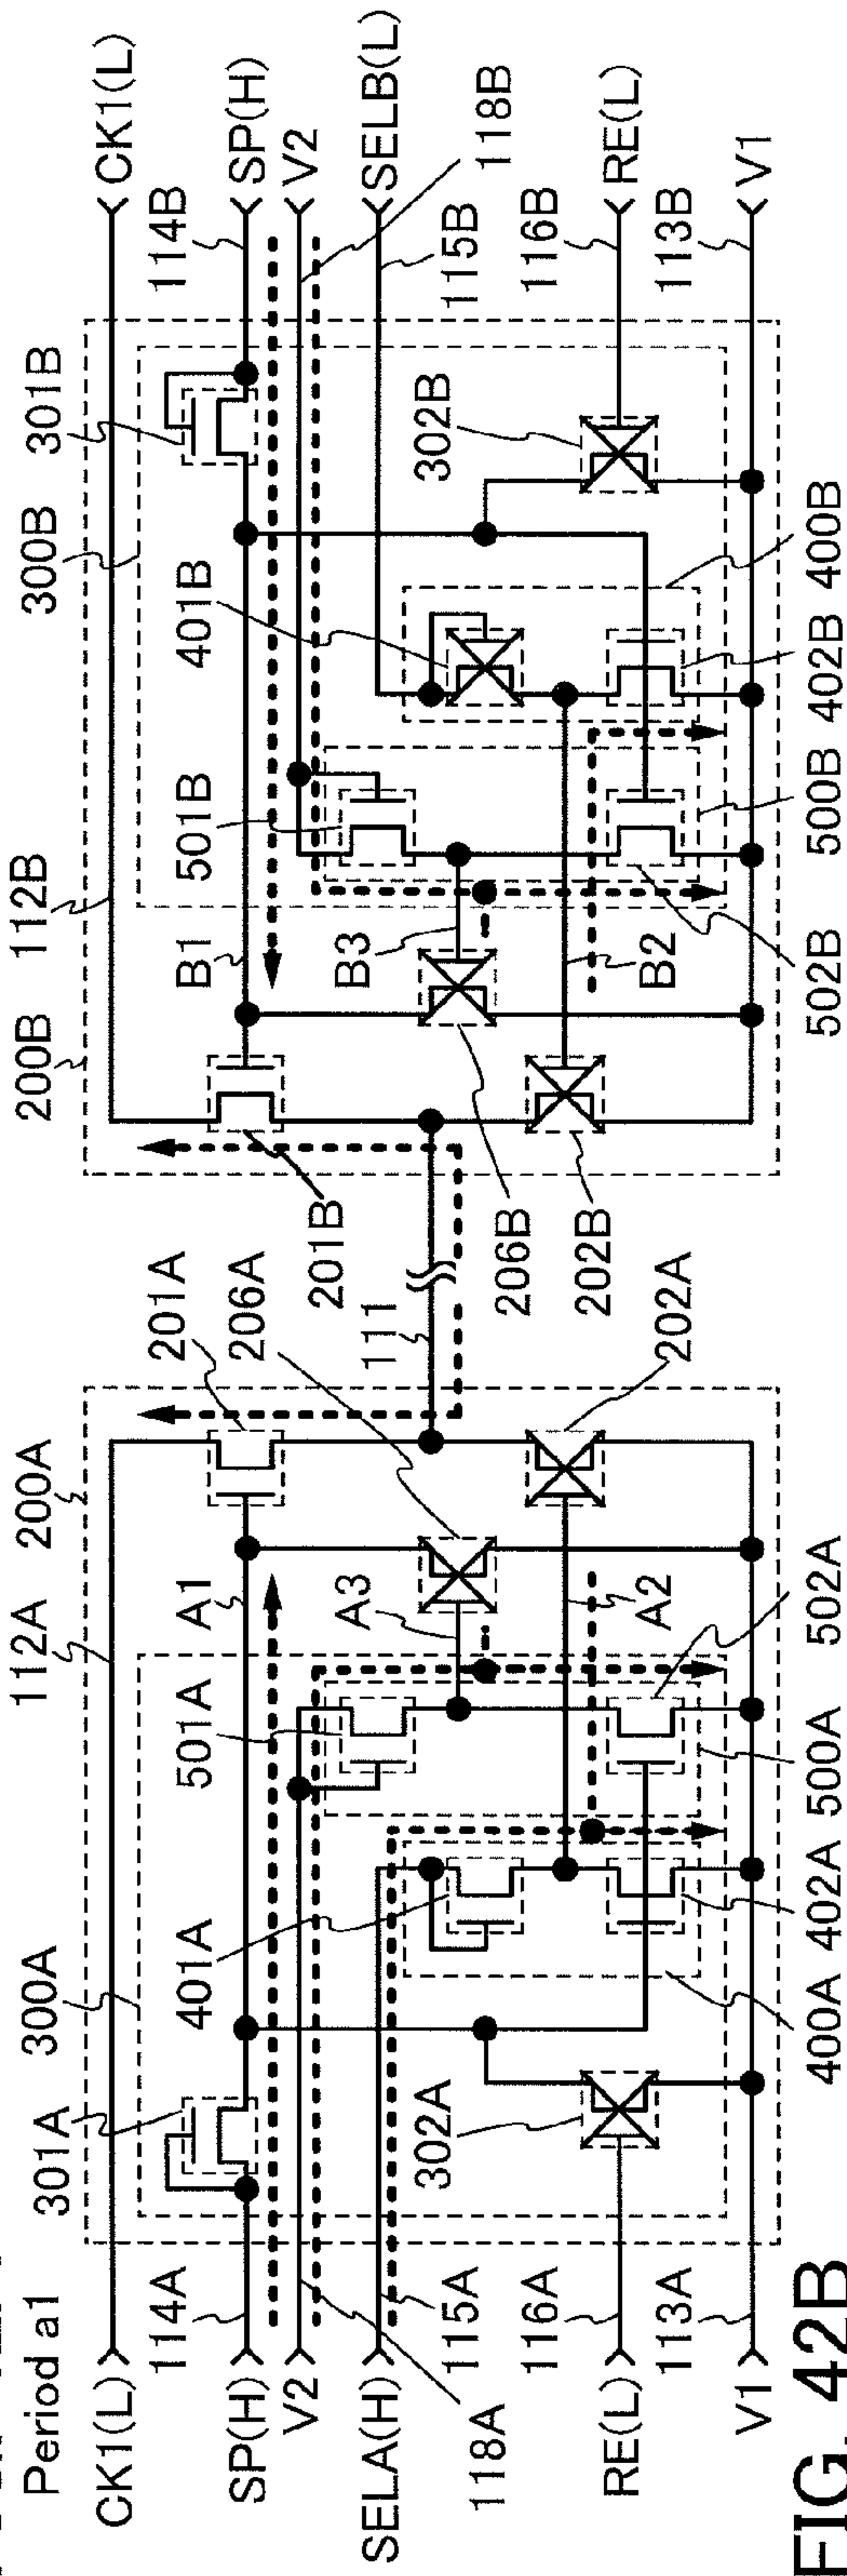 Period a1
CK1(L)
SP(H)
V2
SELA(H)
RE(L)
V1
114A
118A
115A
116A
113A
301A
300A
112A
200A
A1
501A
401A
302A
A3
A2
400A
402A
500A
502A
201A
206A
202A
111
201B
206B
202B
200B
112B
300B
301B
B1
501B
401B
302B
B3
B2
502B
500B
402B
400B
CK1(L)
SP(H)
V2
SELB(L)
RE(L)
V1
114B
118B
115B
116B
113B
FIG. 42B